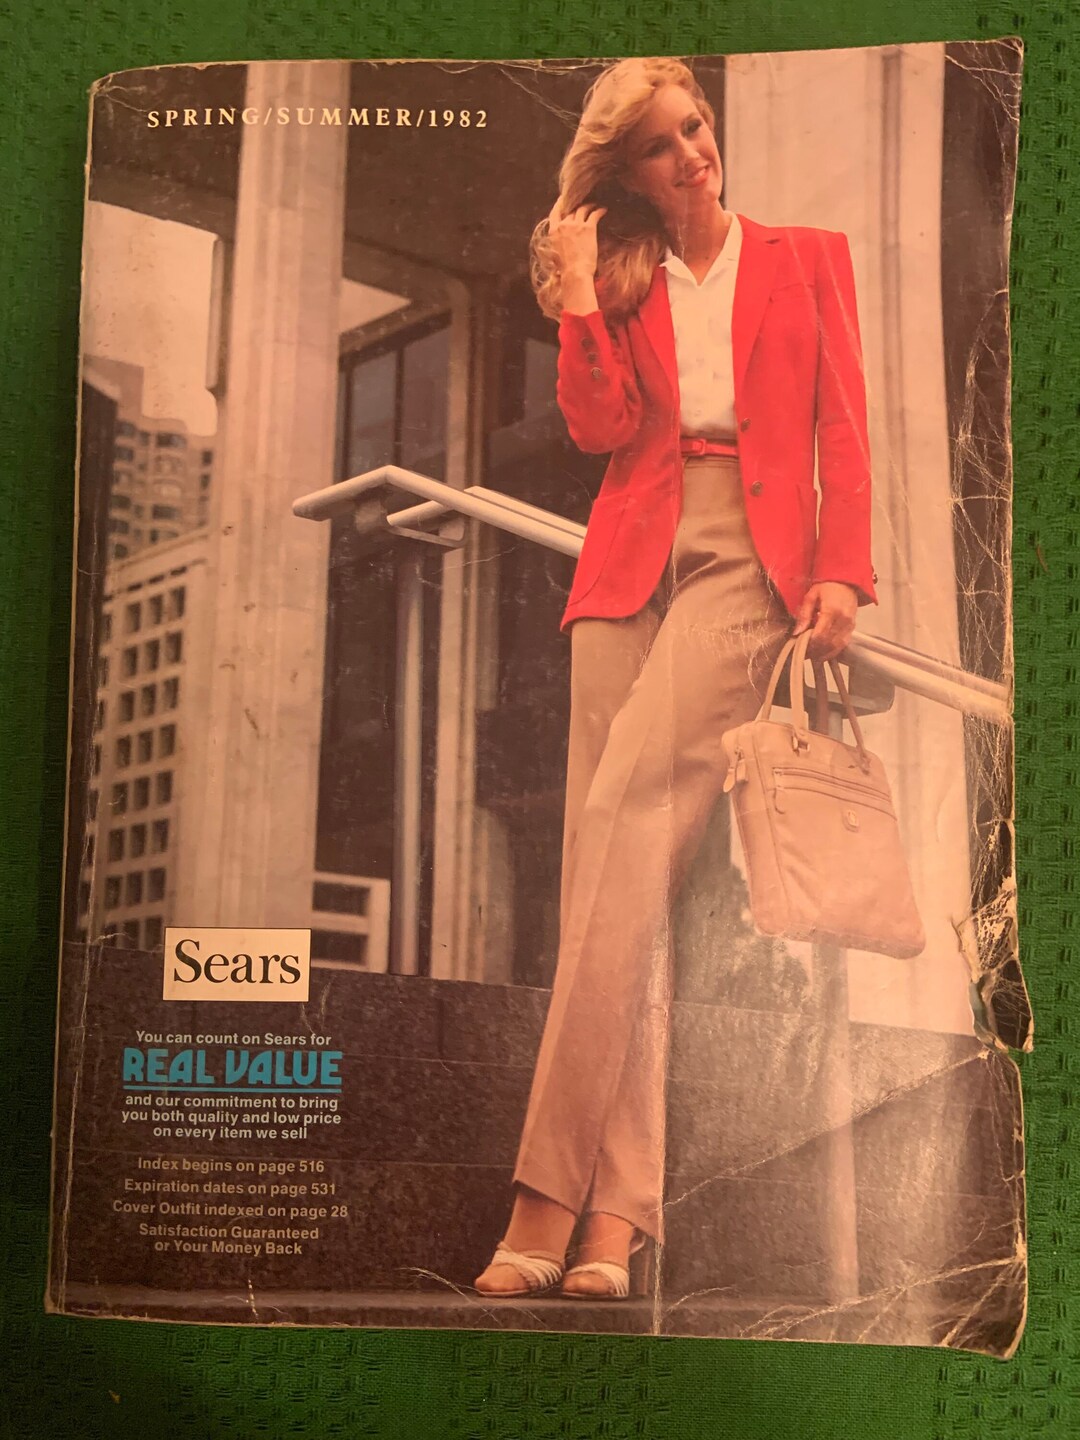 SPRING/SUMMER/1982
Sears
You can count on Sears for
REAL VALUE
and our commitment to bring
you both quality and low price
on every item we sell
Index begins on page 516
Expiration dates on page 531
Cover Outfit indexed on page 28
Satisfaction Guaranteed
or Your Money Back